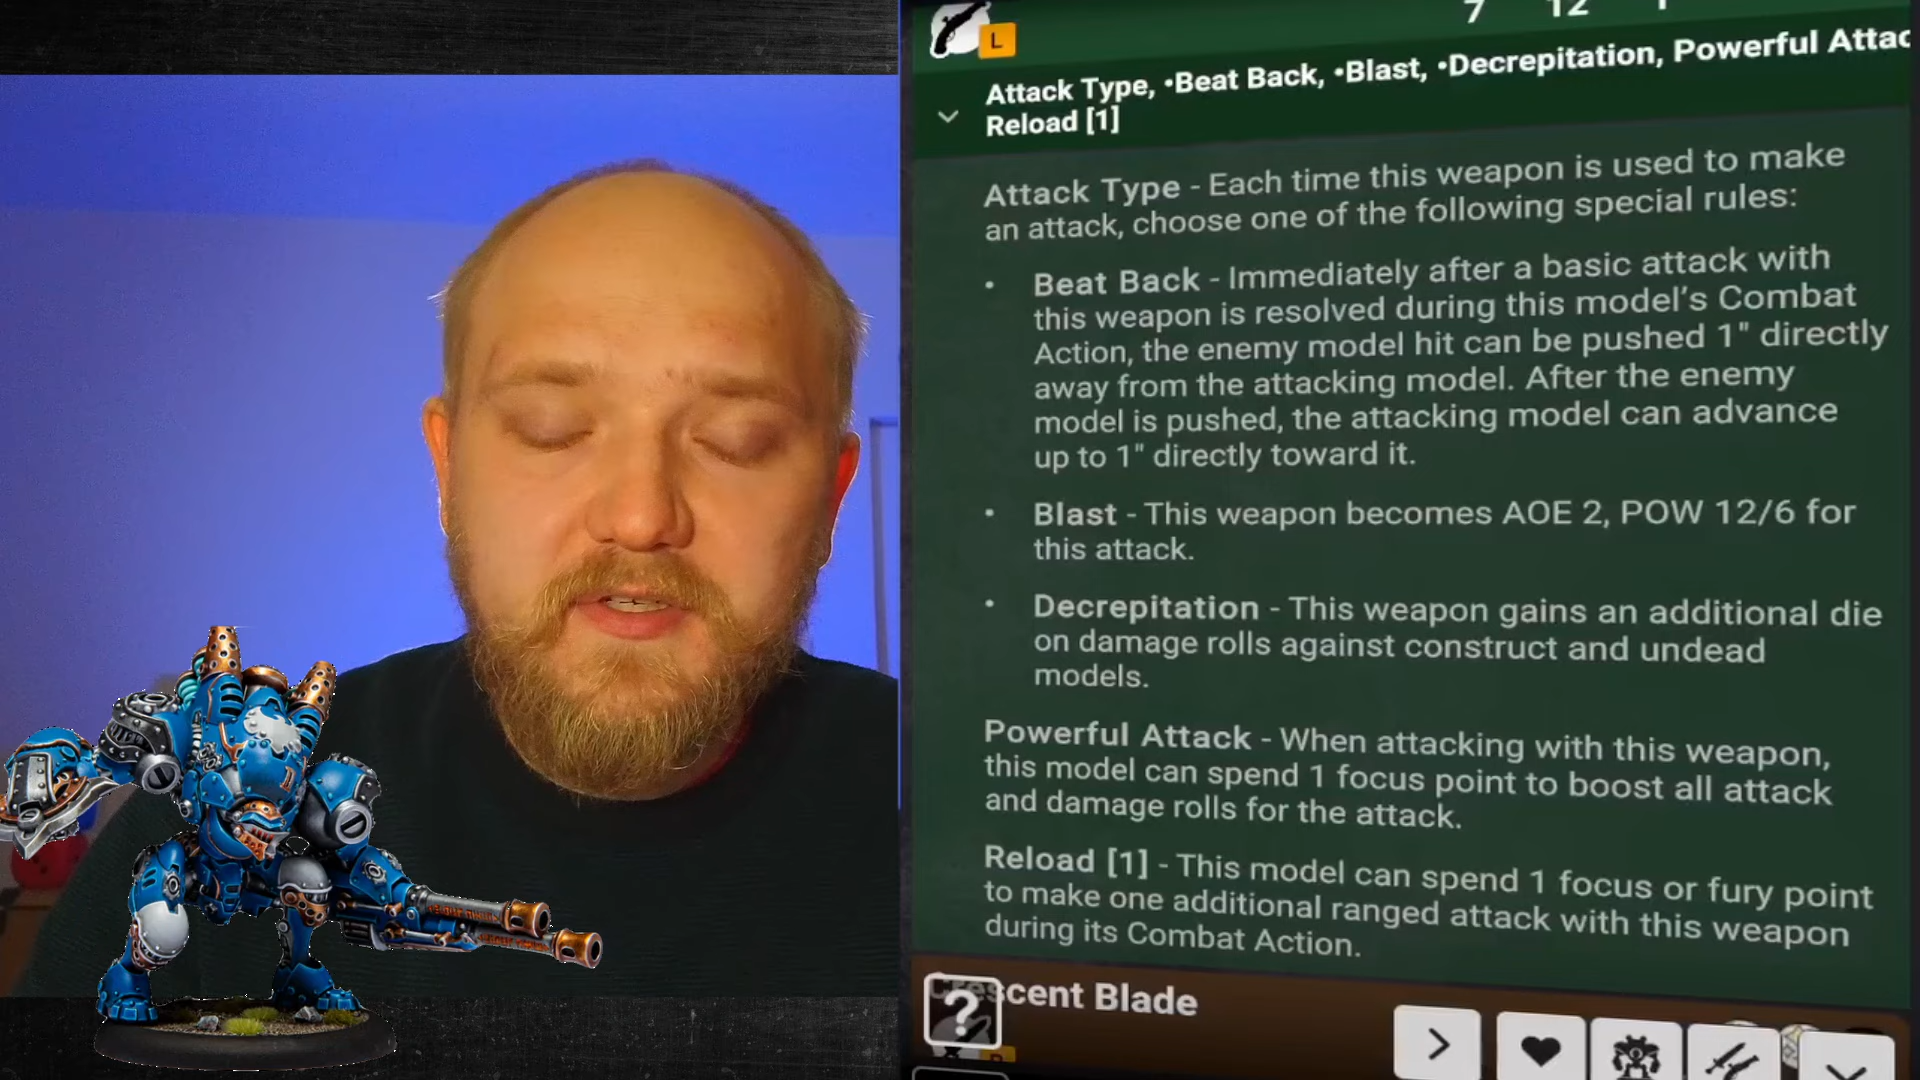 7 12
L
Attack Type, •Beat Back, •Blast, •Decrepitation, Powerful Attac
Reload [1]
Attack Type - Each time this weapon is used to make
an attack, choose one of the following special rules:
• Beat Back - Immediately after a basic attack with
this weapon is resolved during this model's Combat
Action, the enemy model hit can be pushed 1" directly
away from the attacking model. After the enemy
model is pushed, the attacking model can advance
up to 1" directly toward it.
• Blast - This weapon becomes AOE 2, POW 12/6 for
this attack.
• Decrepitation - This weapon gains an additional die
on damage rolls against construct and undead
models.
Powerful Attack - When attacking with this weapon,
this model can spend 1 focus point to boost all attack
and damage rolls for the attack.
Reload [1] - This model can spend 1 focus or fury point
to make one additional ranged attack with this weapon
during its Combat Action.
?
Crescent Blade